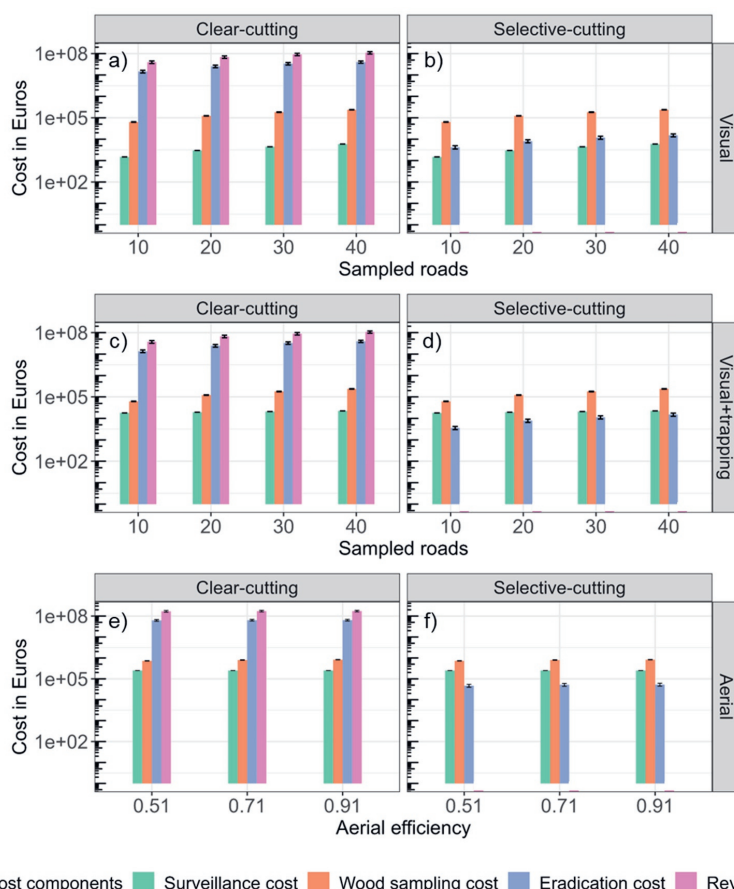 Clear-cutting Selective-cutting
a) b)
1e+08
1e+05
1e+02
Cost in Euros
Visual
10 20 30 40 10 20 30 40
Sampled roads Sampled roads
Clear-cutting Selective-cutting
c) d)
1e+08
1e+05
1e+02
Cost in Euros
Visual+trapping
10 20 30 40 10 20 30 40
Sampled roads Sampled roads
Clear-cutting Selective-cutting
e) f)
1e+08
1e+05
1e+02
Cost in Euros
Aerial
0.51 0.71 0.91 0.51 0.71 0.91
Aerial efficiency
ost components Surveillance cost Wood sampling cost Eradication cost Rev